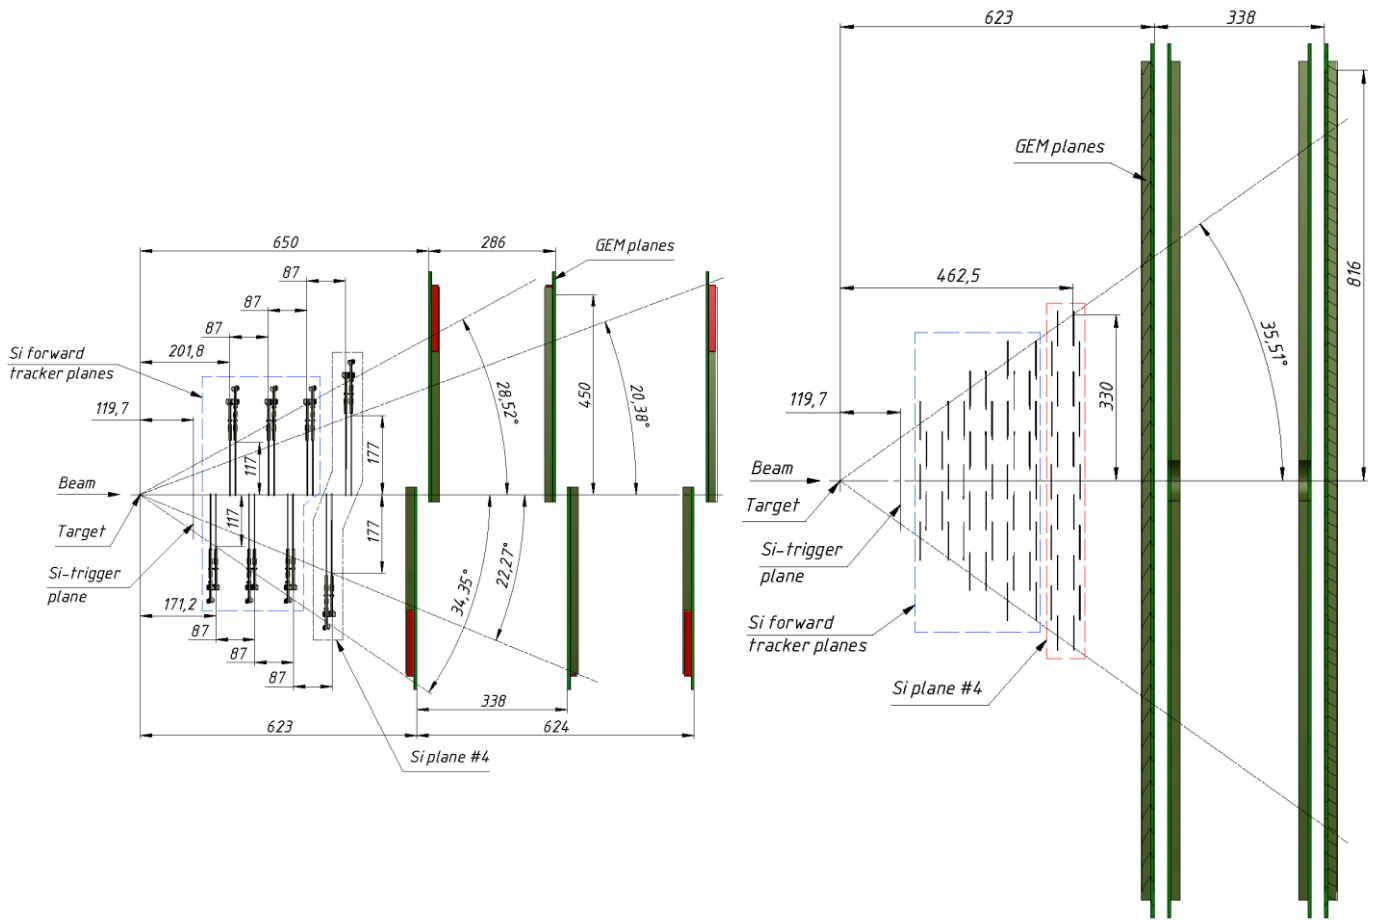 650
286
GEM planes
87
87
87
201,8
Si forward
tracker planes
119,7
Beam
Target
Si-trigger
plane
171,2
87
87
87
117
117
177
177
28,52°
450
20,38°
34,35°
22,27°
338
623
624
Si plane #4
623
338
GEM planes
462,5
119,7
330
35,51°
816
Beam
Target
Si-trigger
plane
Si forward
tracker planes
Si plane #4